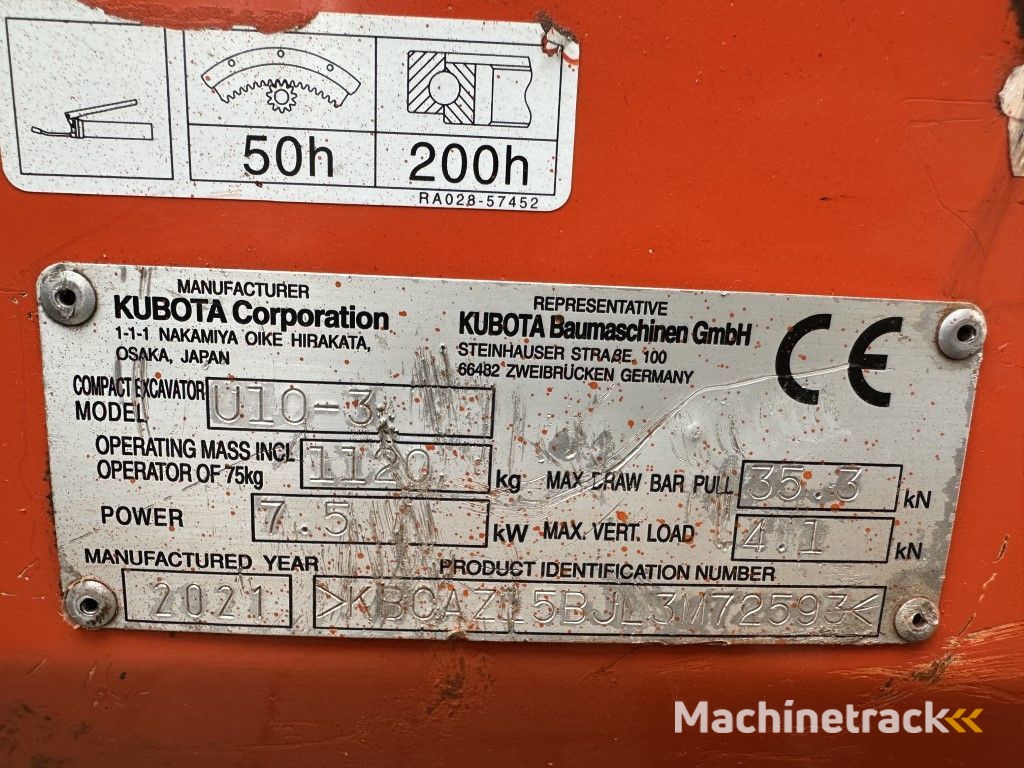 50h
200h
RA028-57452
MANUFACTURER
KUBOTA Corporation
1-1-1 NAKAMIYA OIKE HIRAKATA,
OSAKA, JAPAN
REPRESENTATIVE
KUBOTA Baumaschinen GmbH
STEINHAUSER STRAßE 100
66482 ZWEIBRÜCKEN GERMANY
CE
COMPACT EXCAVATOR
MODEL U10-3
OPERATING MASS INCL
OPERATOR OF 75kg 1120 kg
MAX DRAW BAR PULL 35.3 kN
POWER 7.5 kW
MAX. VERT. LOAD 4.1 kN
MANUFACTURED YEAR
2021
PRODUCT IDENTIFICATION NUMBER
>KBCAZ15BJL3M72593<
Machinetrack